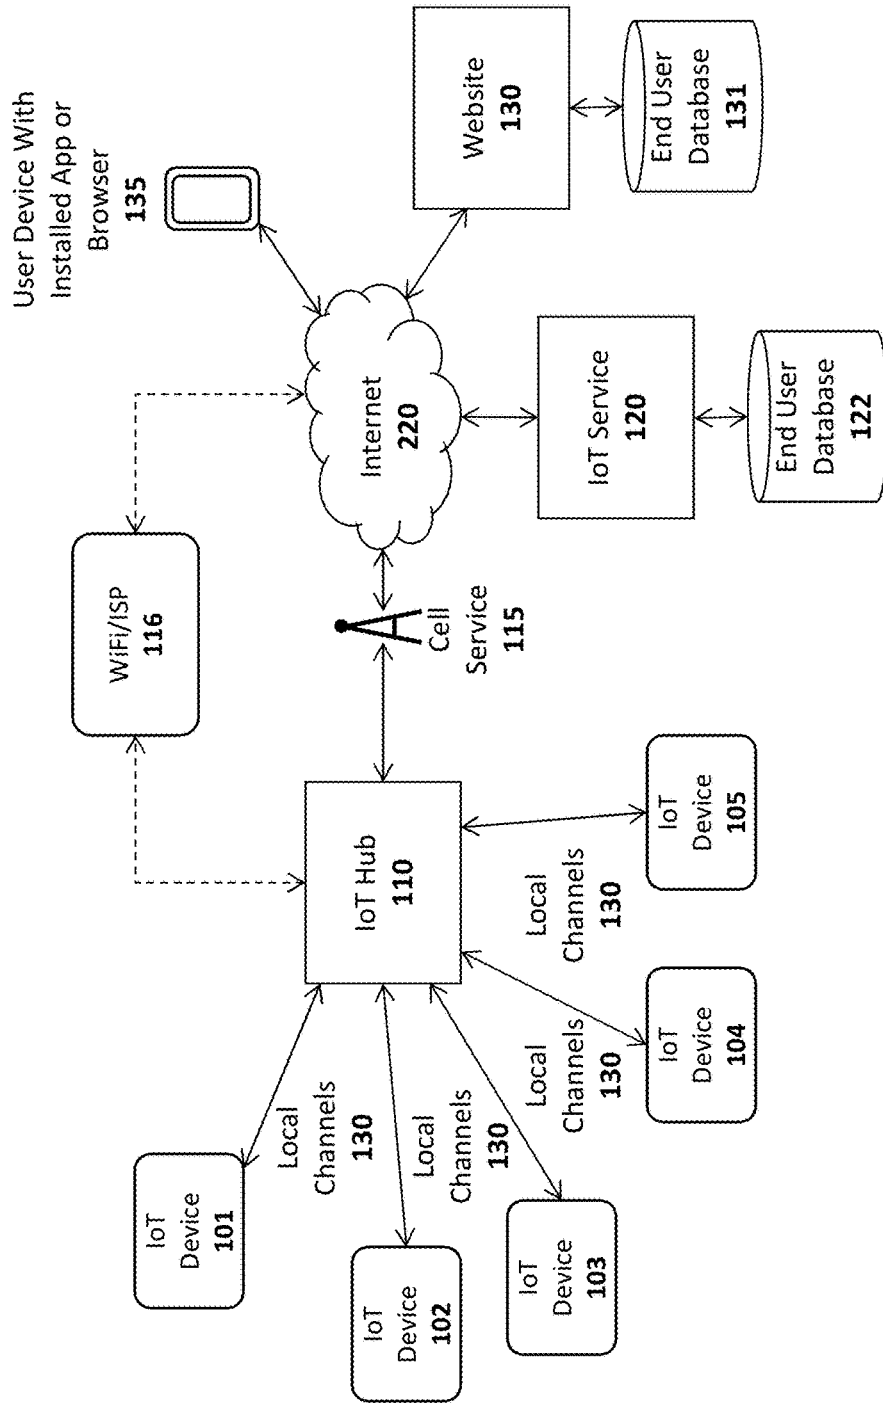 User Device With
Installed App or
Browser
135
WiFi/ISP
116
IoT
Device
101
Local
Channels
130
IoT Hub
110
Cell
Service
115
Internet
220
Website
130
End User
Database
131
IoT
Device
102
Local
Channels
130
IoT
Device
103
Local
Channels
130
IoT
Device
104
Local
Channels
130
IoT
Device
105
IoT Service
120
End User
Database
122